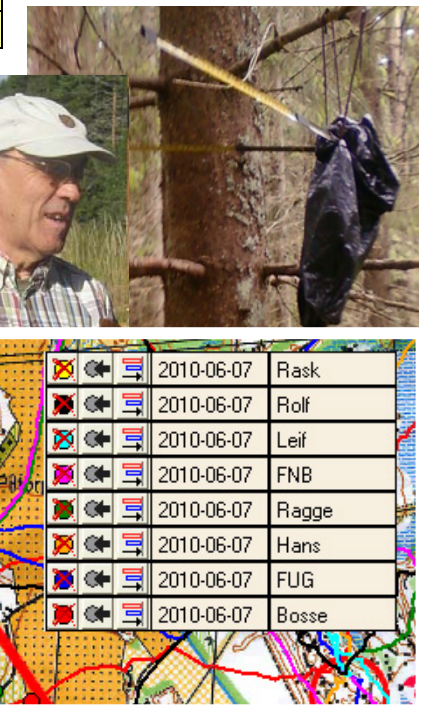 2010-06-07 Rask
2010-06-07 Rolf
2010-06-07 Leif
2010-06-07 FNB
2010-06-07 Ragge
2010-06-07 Hans
2010-06-07 FUG
2010-06-07 Bosse